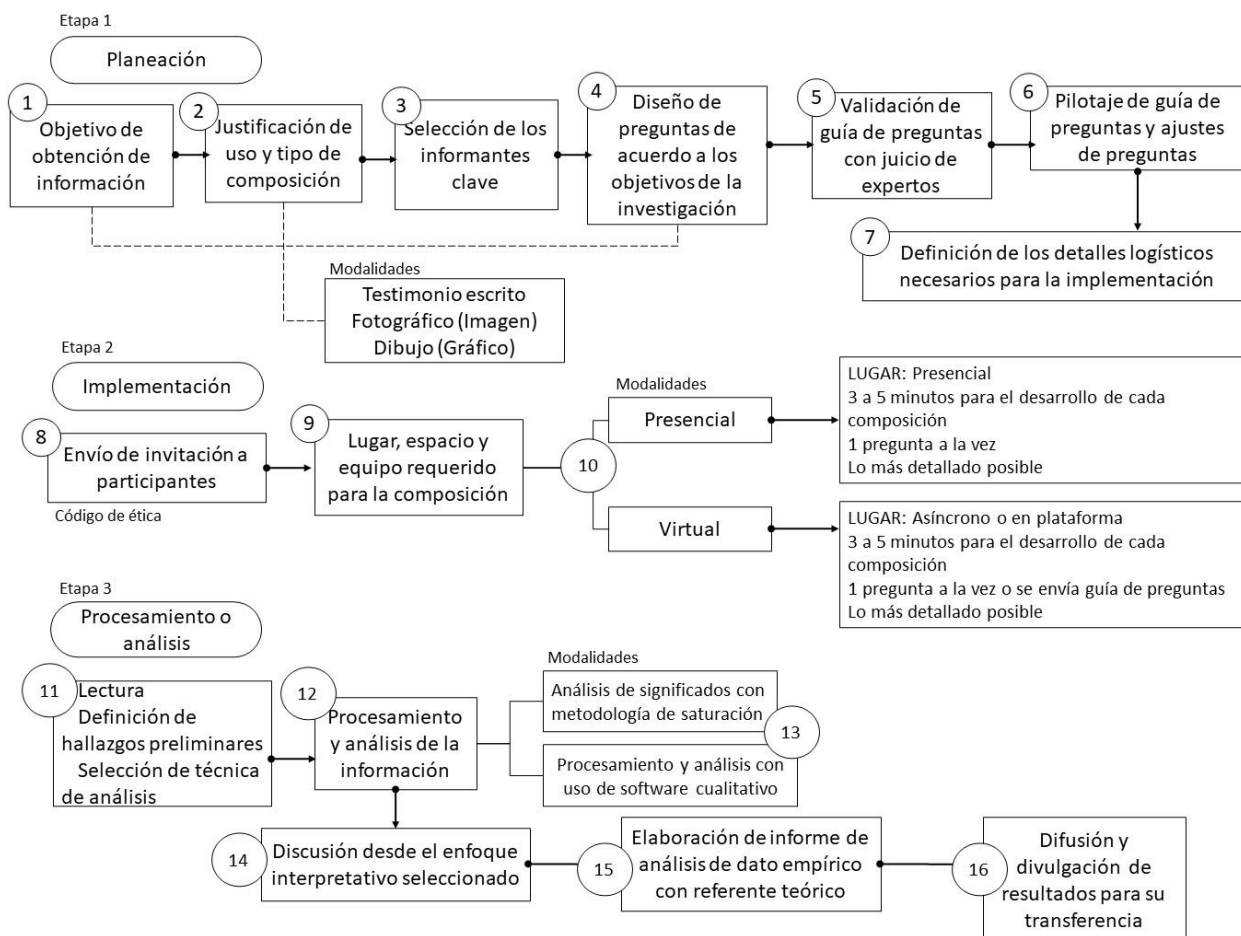 Etapa 1
Planeación
1
Objetivo de
obtención de
información
2
Justificación de
uso y tipo de
composición
3
Selección de los
informantes
clave
4
Diseño de
preguntas de
acuerdo a los
objetivos de la
investigación
5
Validación de
guía de preguntas
con juicio de
expertos
6
Pilotaje de guía de
preguntas y ajustes
de preguntas
7
Definición de los detalles logísticos
necesarios para la implementación
Modalidades
Testimonio escrito
Fotográfico (Imagen)
Dibujo (Gráfico)
Etapa 2
Implementación
8
Envío de invitación a
participantes
Código de ética
9
Lugar, espacio y
equipo requerido
para la composición
10
Modalidades
Presencial
LUGAR: Presencial
3 a 5 minutos para el desarrollo de cada
composición
1 pregunta a la vez
Lo más detallado posible
Virtual
LUGAR: Asíncrono o en plataforma
3 a 5 minutos para el desarrollo de cada
composición
1 pregunta a la vez o se envía guía de preguntas
Lo más detallado posible
Etapa 3
Procesamiento o
análisis
11
Lectura
Definición de
hallazgos preliminares
Selección de técnica
de análisis
12
Procesamiento
y análisis de la
información
Modalidades
Análisis de significados con
metodología de saturación
13
Procesamiento y análisis con
uso de software cualitativo
14
Discusión desde el enfoque
interpretativo seleccionado
15
Elaboración de informe de
análisis de dato empírico
con referente teórico
16
Difusión y
divulgación de
resultados para su
transferencia